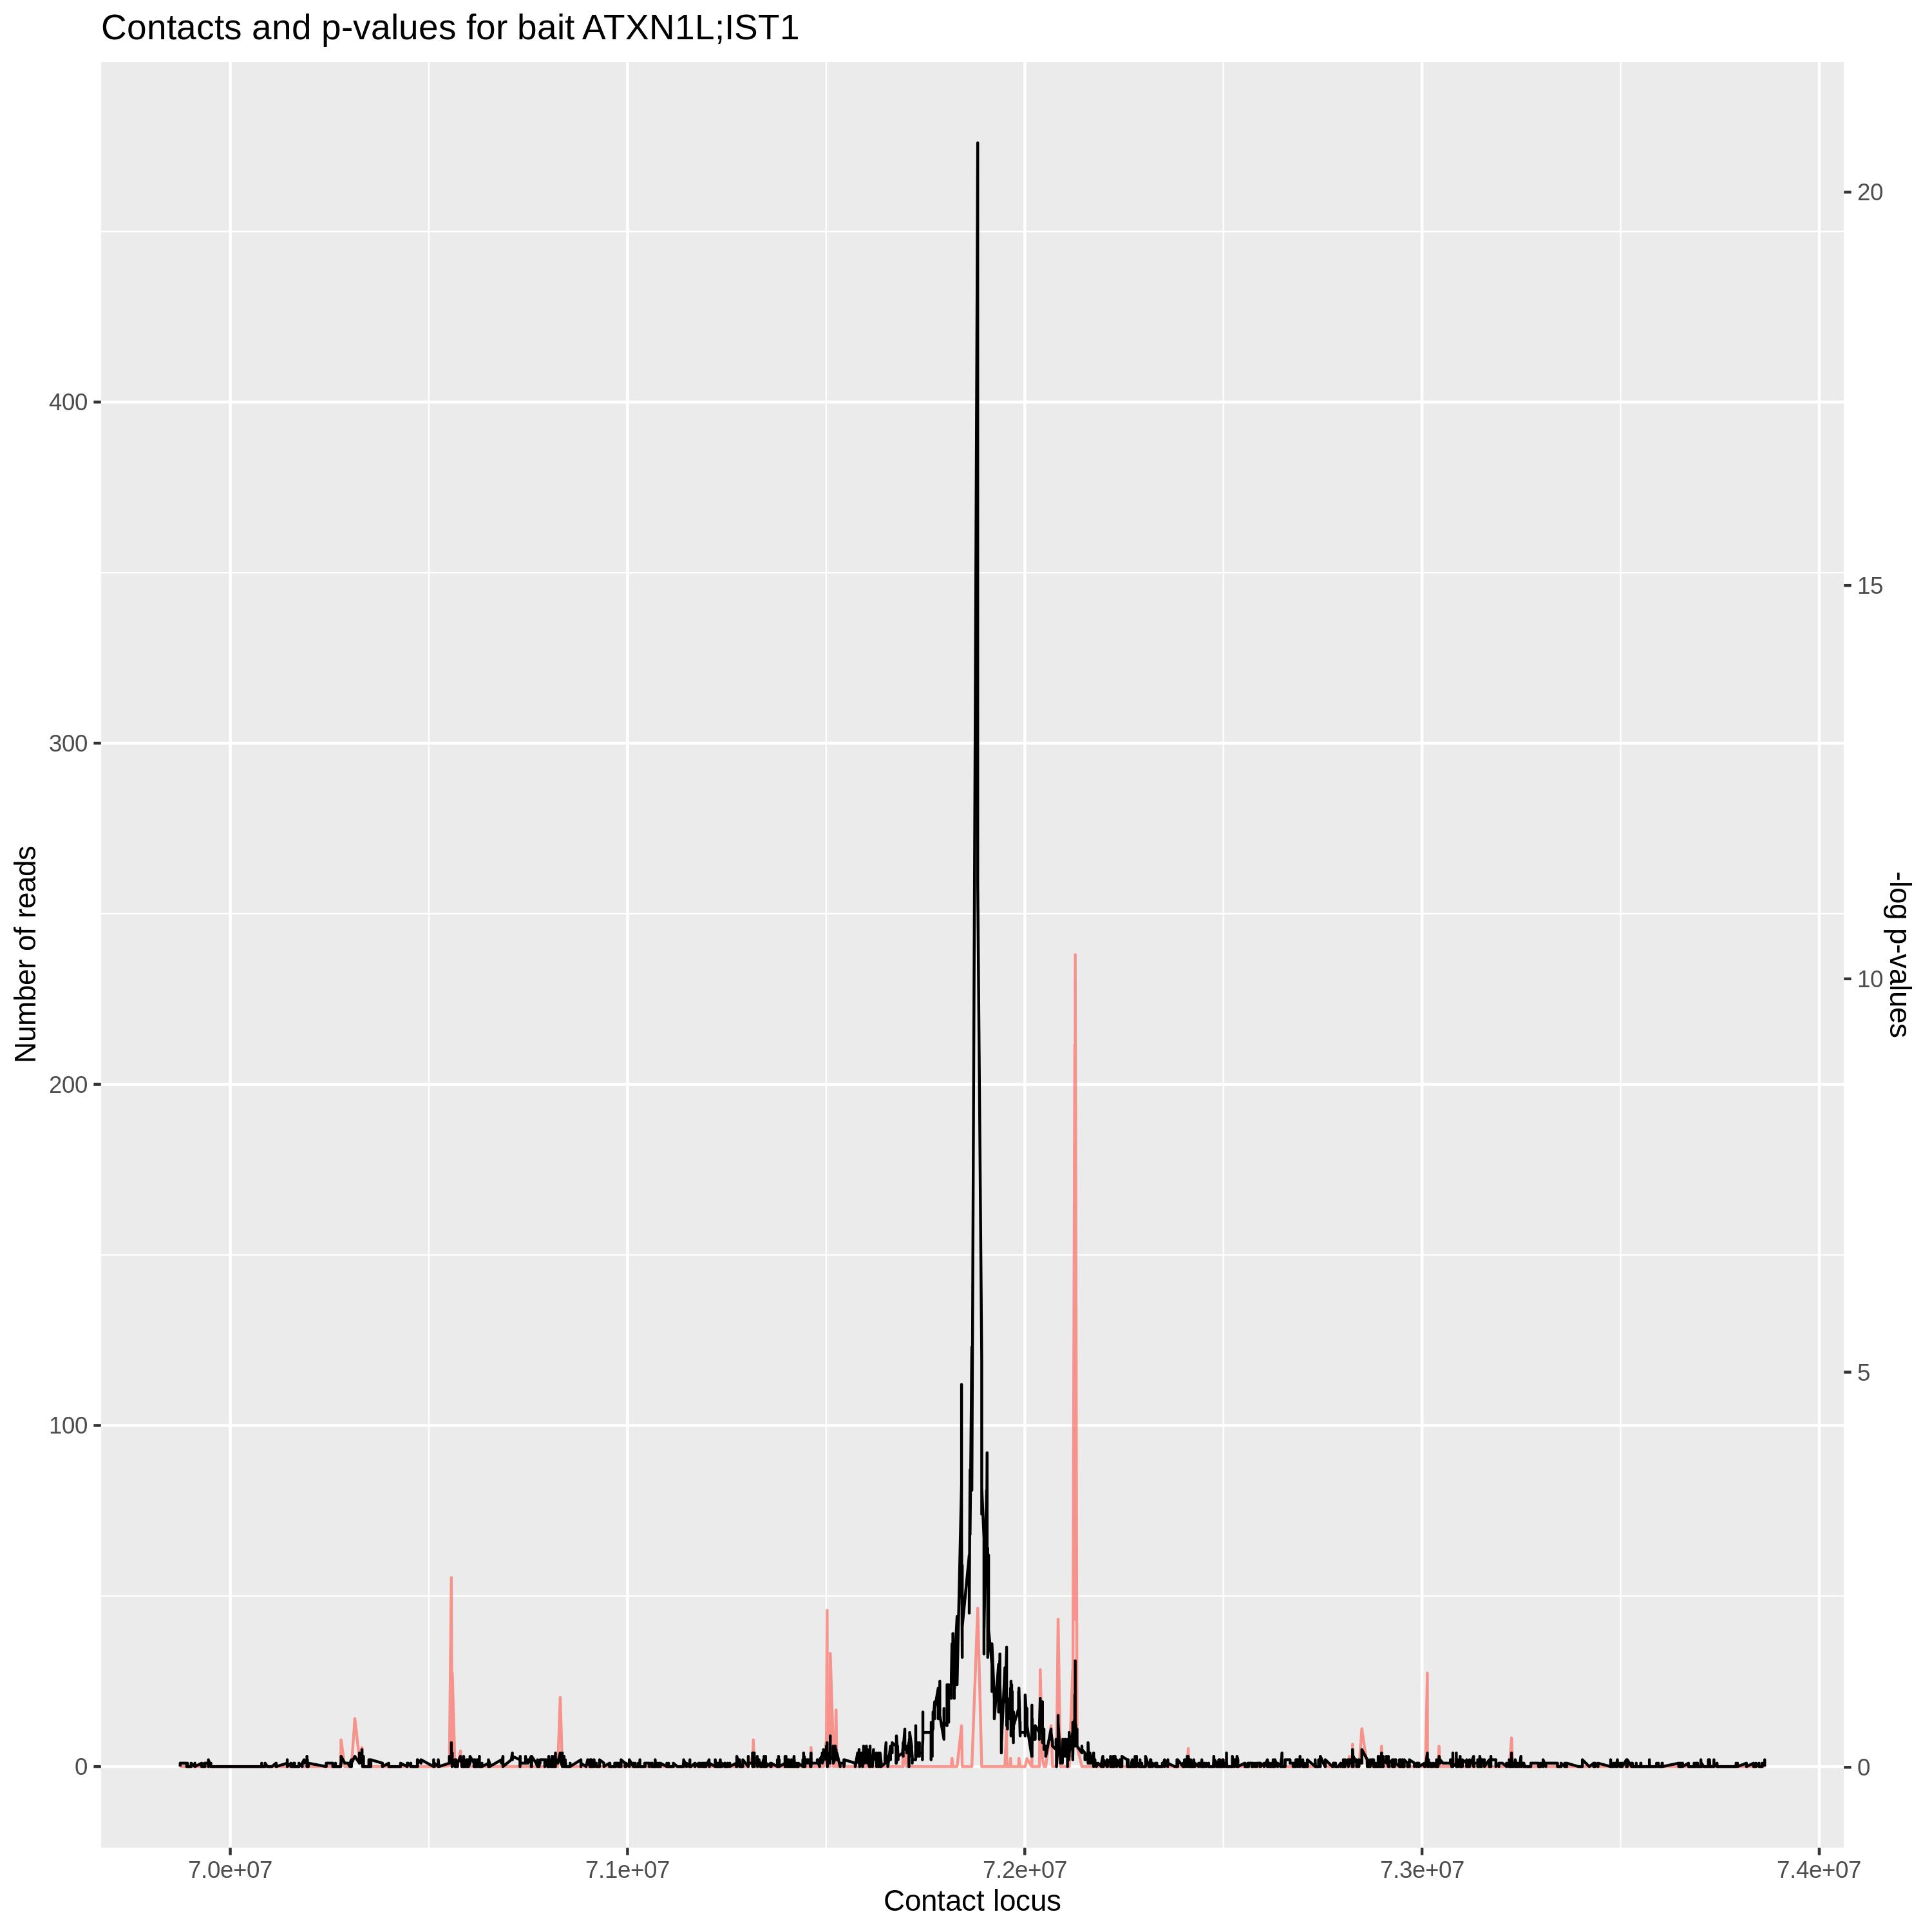 Contacts and p-values for bait ATXN1L;IST1
400
300
200
100
0
Number of reads
20
15
10
5
0
-log p-values
7.0e+07
7.1e+07
7.2e+07
7.3e+07
7.4e+07
Contact locus